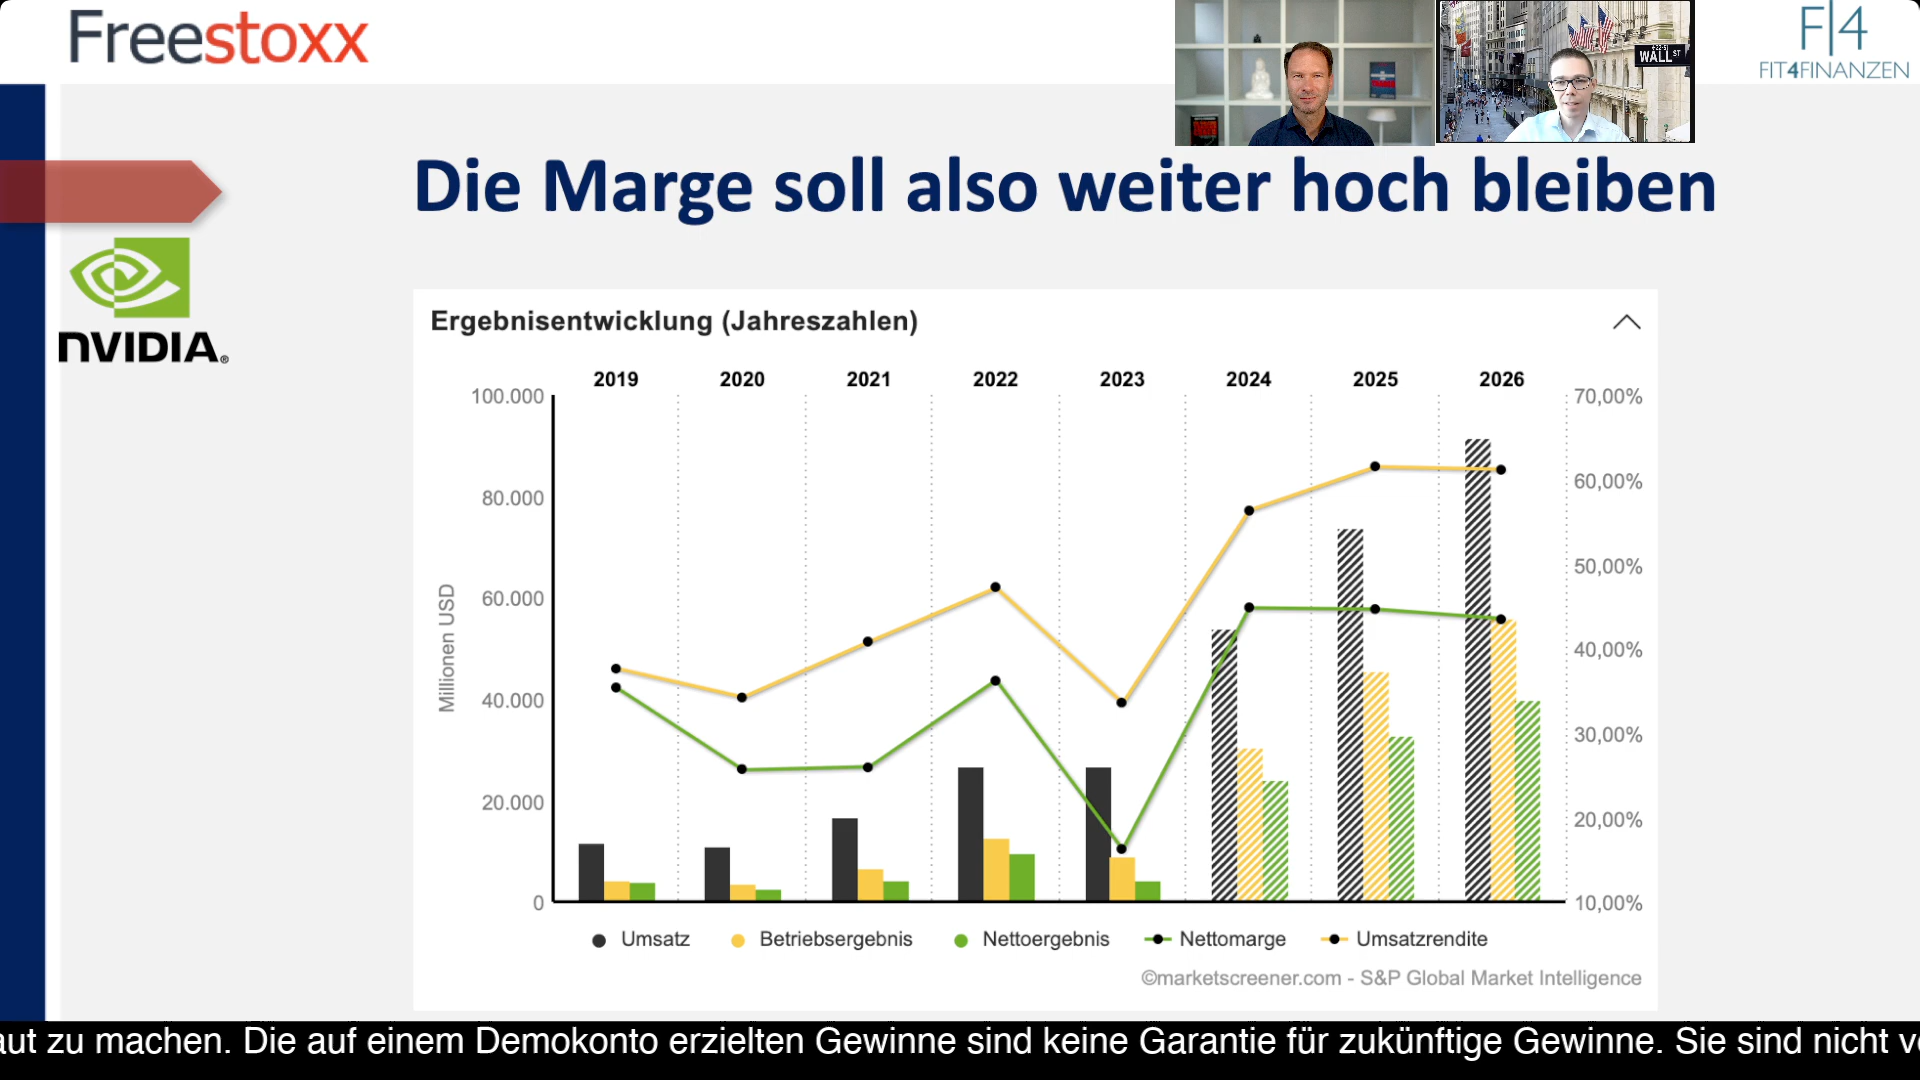 Freestoxx
WALL ST
F|4
FIT4FINANZEN
Die Marge soll also weiter hoch bleiben
NVIDIA®
Ergebnisentwicklung (Jahreszahlen)
2019 2020 2021 2022 2023 2024 2025 2026
100.000 70,00%
80.000 60,00%
60.000 50,00%
40.000 40,00%
20.000 30,00%
0 20,00%
10,00%
Millionen USD
Umsatz Betriebsergebnis Nettoergebnis Nettomarge Umsatzrendite
©marketscreener.com - S&P Global Market Intelligence
aut zu machen. Die auf einem Demokonto erzielten Gewinne sind keine Garantie für zukünftige Gewinne. Sie sind nicht